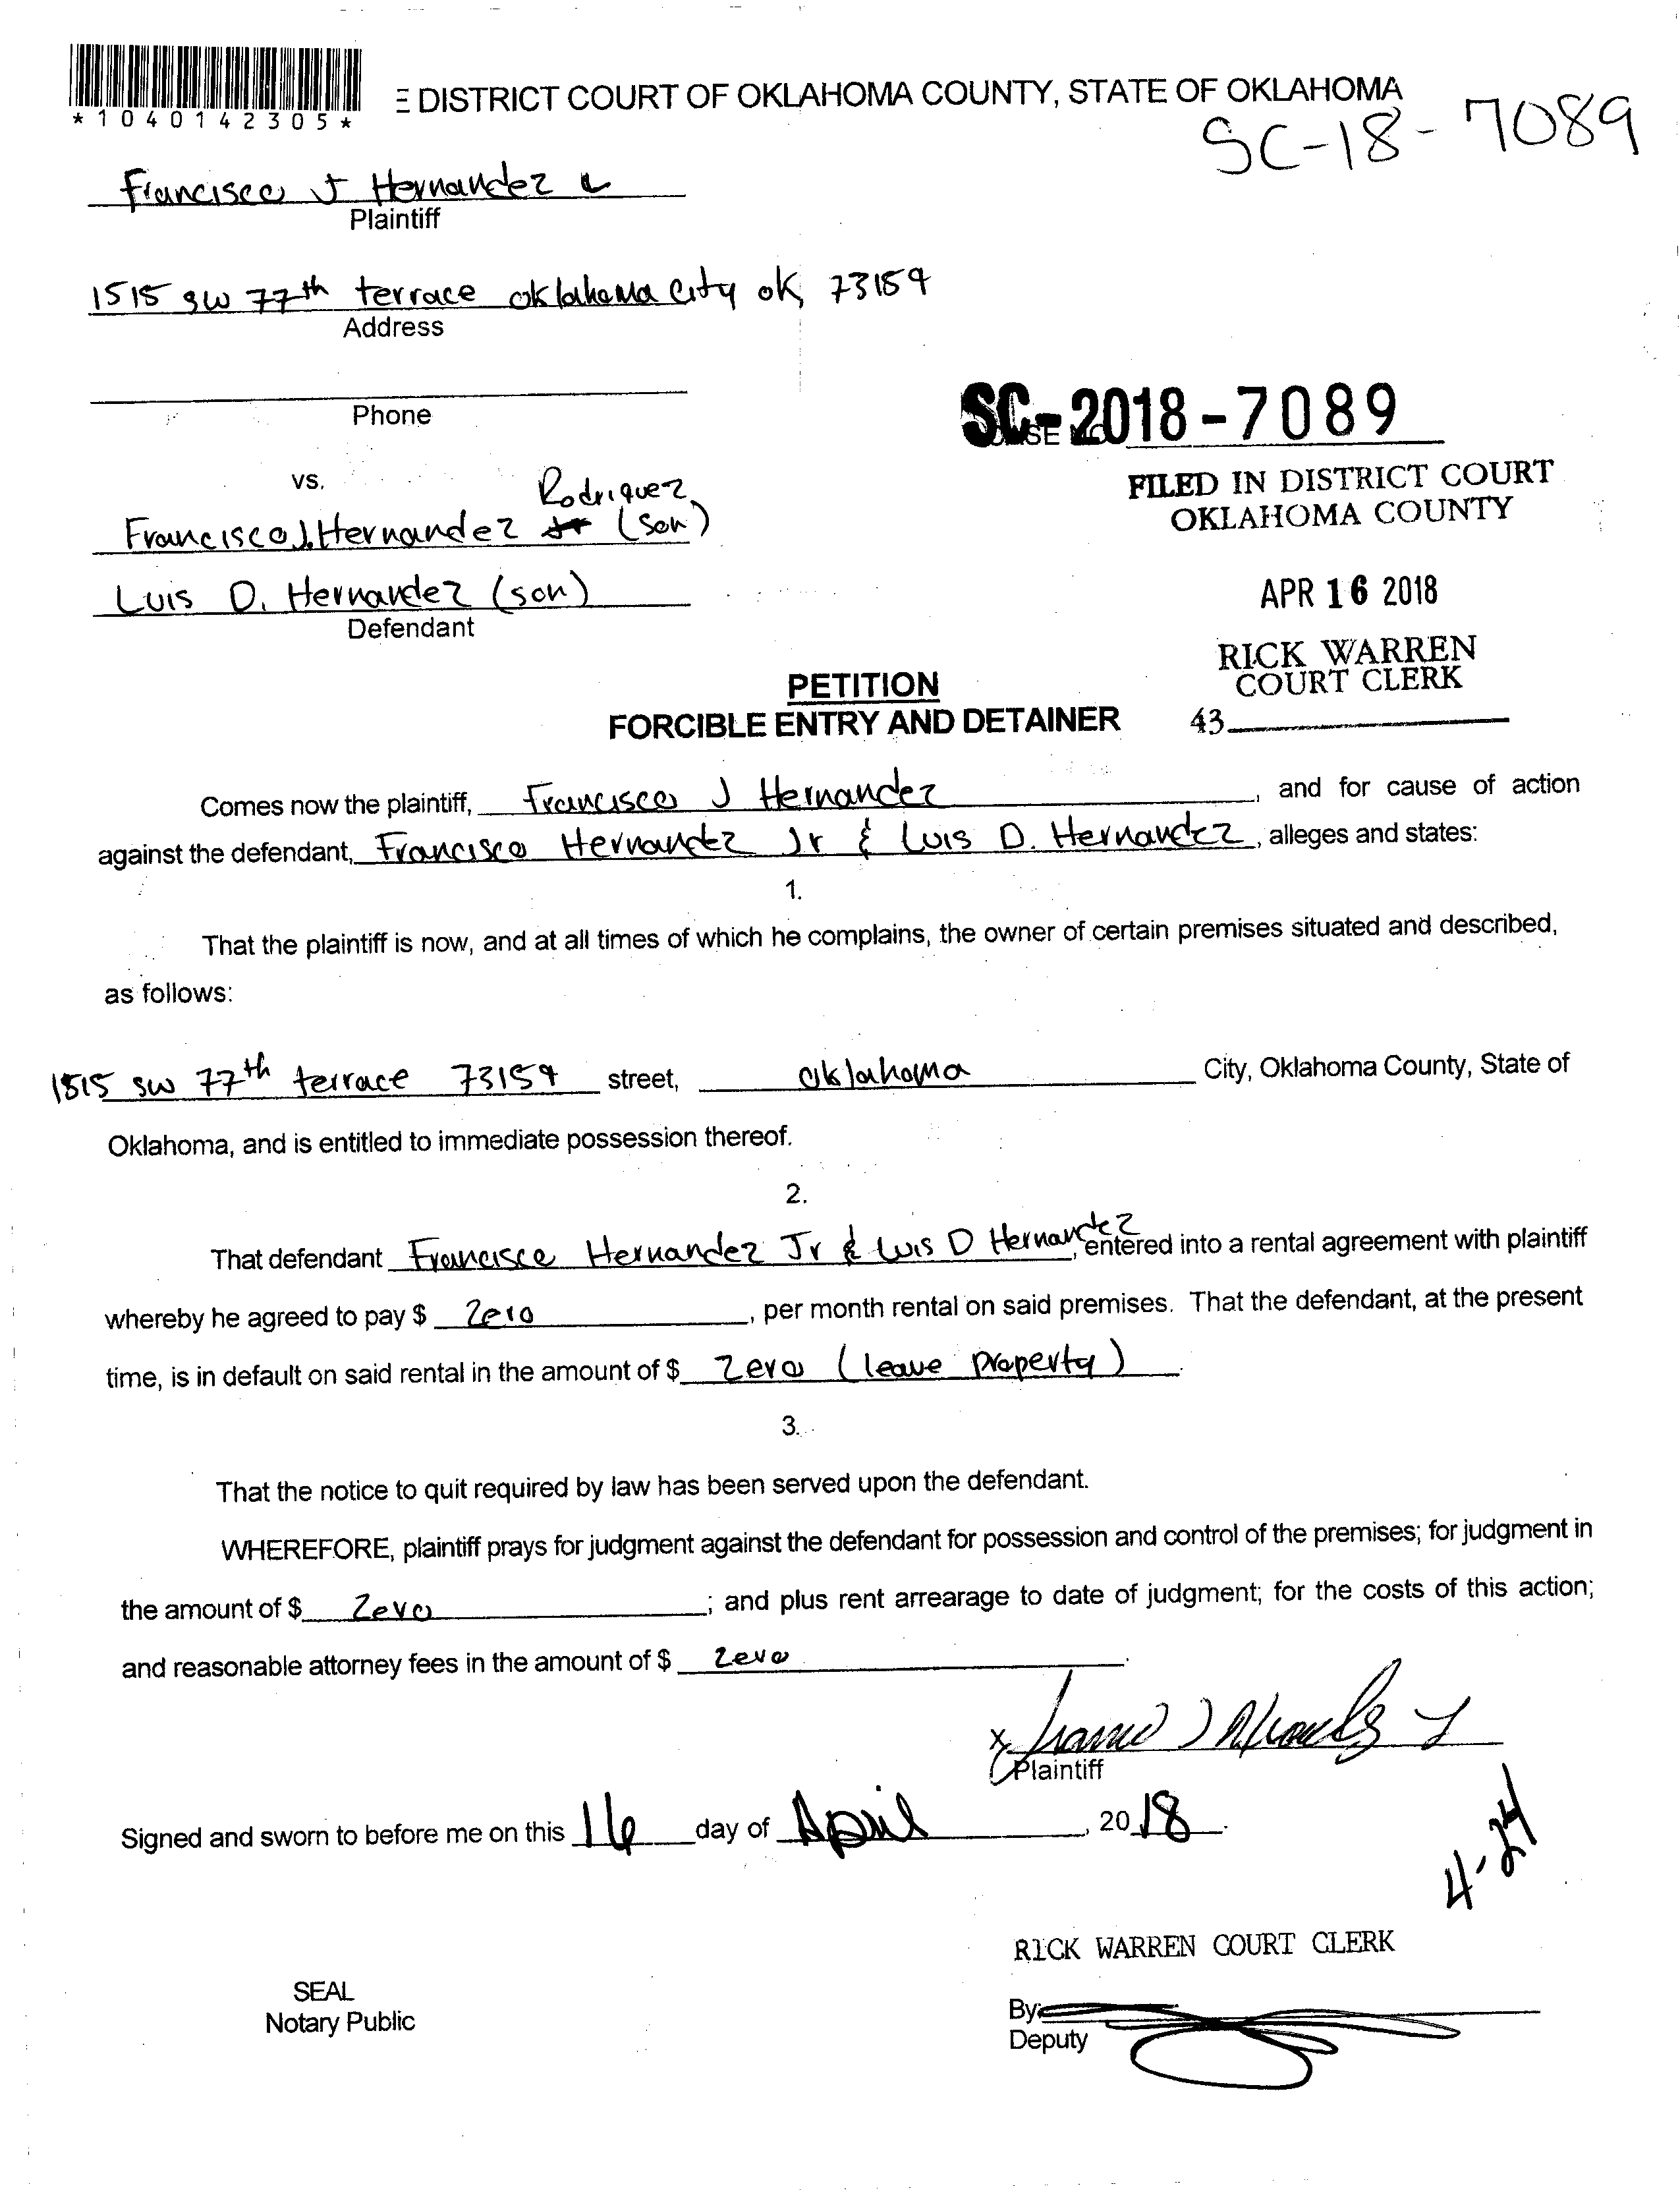 *1040142305*
E DISTRICT COURT OF OKLAHOMA COUNTY, STATE OF OKLAHOMA
SC-18-7089
Francisco J Hernandez L
Plaintiff
1515 sw 77th terrace oklahoma city ok, 73159
Address
Phone
SC-2018-7089
vs.
Rodriquez
Francisco J. Hernandez Jr (son)
Luis D. Hernandez (son)
Defendant
FILED IN DISTRICT COURT
OKLAHOMA COUNTY
APR 16 2018
RICK WARREN
COURT CLERK
43
PETITION
FORCIBLE ENTRY AND DETAINER
Comes now the plaintiff, Francisco J Hernandez, and for cause of action
against the defendant, Francisco Hernandez Jr & Luis D. Hernandez, alleges and states:
1.
That the plaintiff is now, and at all times of which he complains, the owner of certain premises situated and described,
as follows:
1515 sw 77th terrace 73159 street, oklahoma City, Oklahoma County, State of
Oklahoma, and is entitled to immediate possession thereof.
2.
That defendant Francisco Hernandez Jr & Luis D Hernandez, entered into a rental agreement with plaintiff
whereby he agreed to pay $ Zero, per month rental on said premises. That the defendant, at the present
time, is in default on said rental in the amount of $ Zero (leave property).
3.
That the notice to quit required by law has been served upon the defendant.
WHEREFORE, plaintiff prays for judgment against the defendant for possession and control of the premises; for judgment in
the amount of $ Zero; and plus rent arrearage to date of judgment; for the costs of this action;
and reasonable attorney fees in the amount of $ Zero.
x
Plaintiff
Signed and sworn to before me on this 16 day of April, 2018.
4-24
RICK WARREN COURT CLERK
SEAL
Notary Public
By:
Deputy